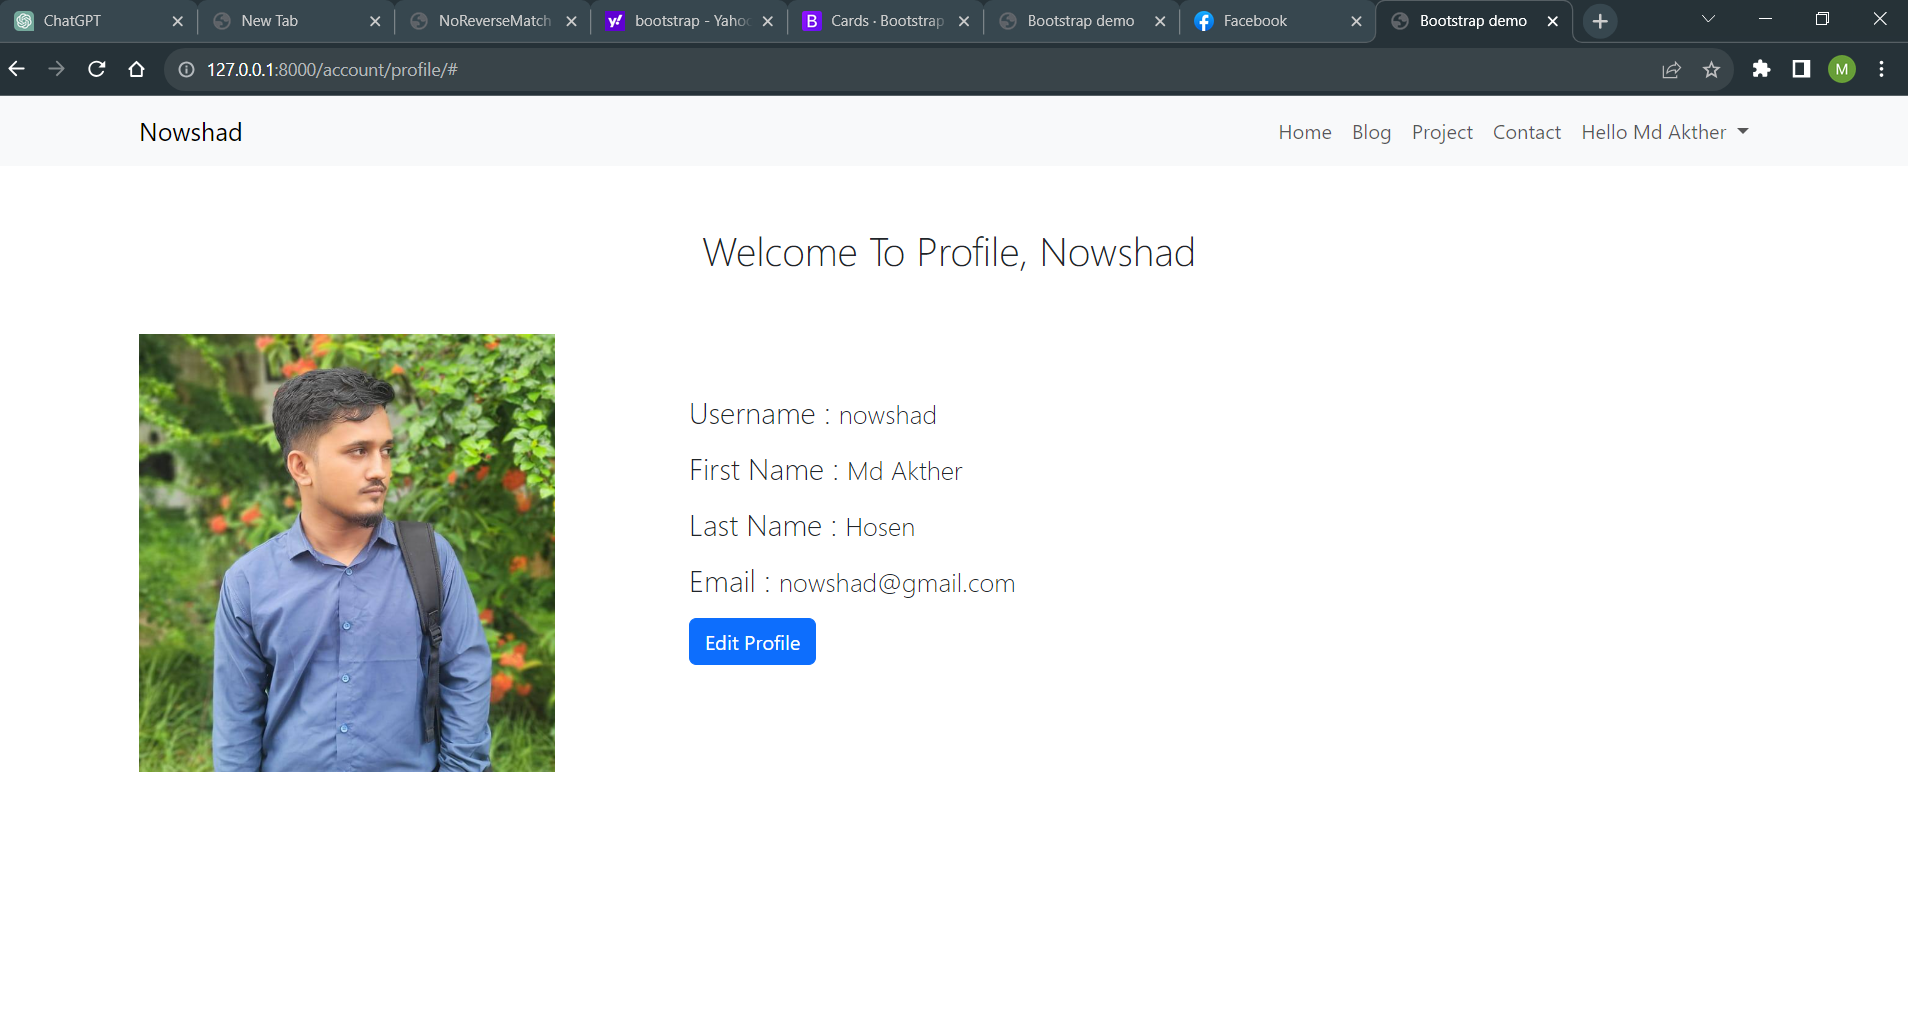 ChatGPT
New Tab
NoReverseMatch
bootstrap - Yaho
Cards · Bootstrap
Bootstrap demo
Facebook
Bootstrap demo
127.0.0.1:8000/account/profile/#
M
Nowshad
Home Blog Project Contact Hello Md Akther
Welcome To Profile, Nowshad
Username : nowshad
First Name : Md Akther
Last Name : Hosen
Email : nowshad@gmail.com
Edit Profile